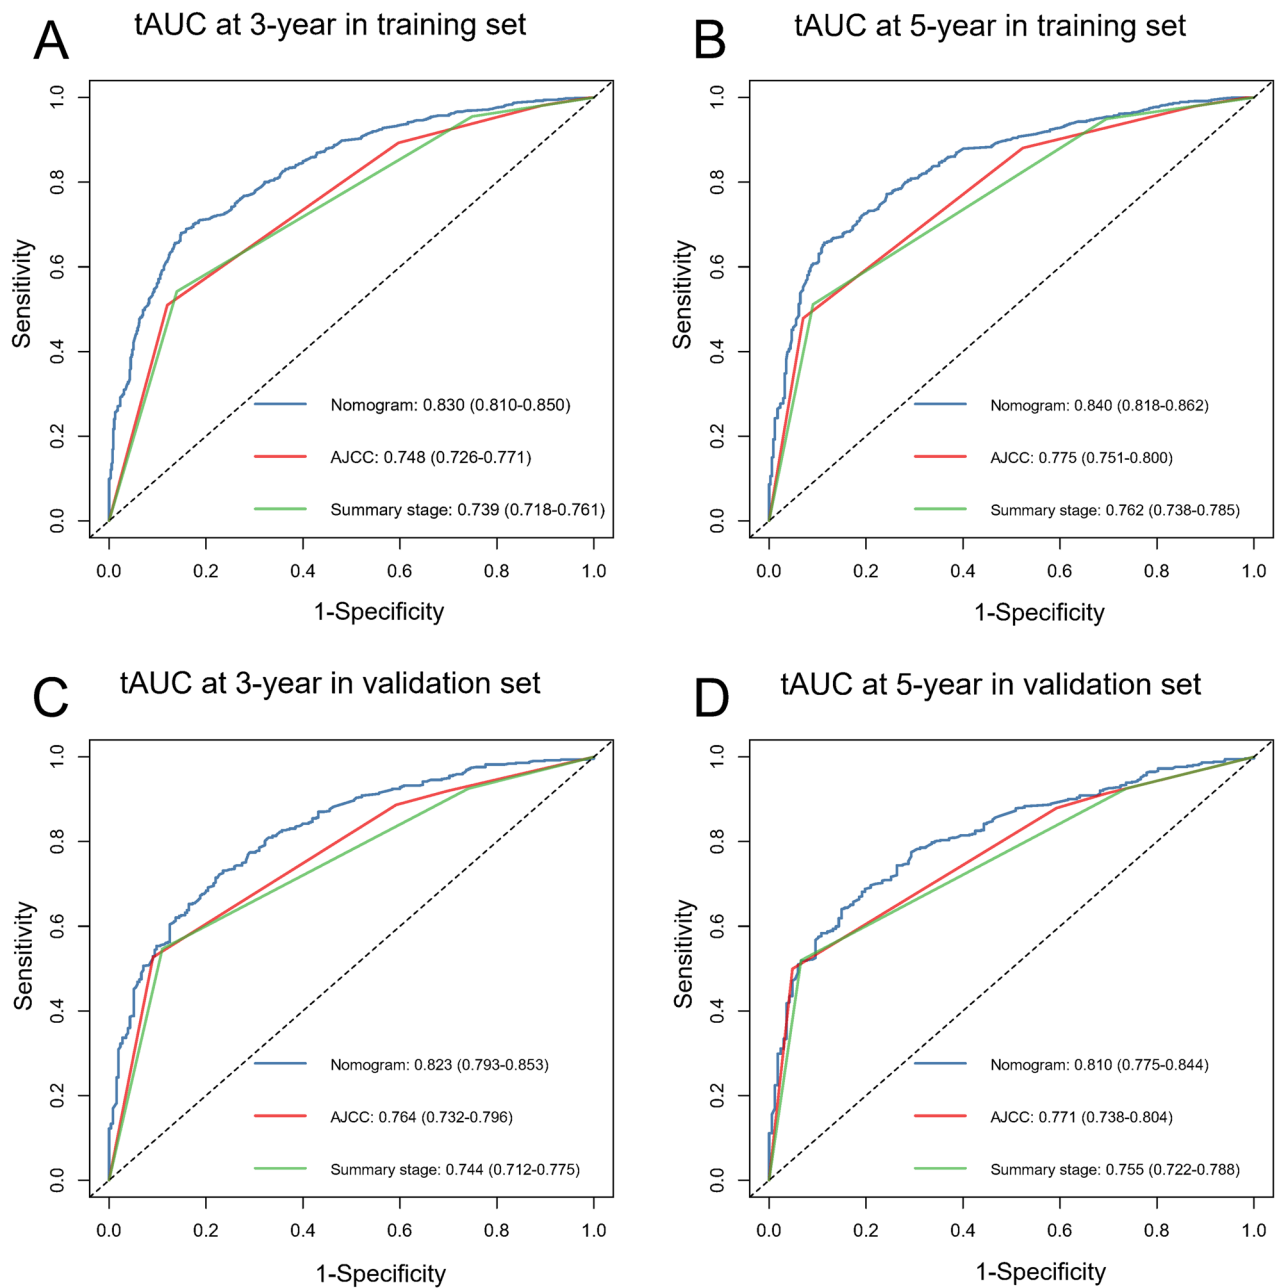 A
tAUC at 3-year in training set
Sensitivity
0.0 0.2 0.4 0.6 0.8 1.0
Nomogram: 0.830 (0.810-0.850)
AJCC: 0.748 (0.726-0.771)
Summary stage: 0.739 (0.718-0.761)
0.0 0.2 0.4 0.6 0.8 1.0
1-Specificity
B
tAUC at 5-year in training set
Sensitivity
0.0 0.2 0.4 0.6 0.8 1.0
Nomogram: 0.840 (0.818-0.862)
AJCC: 0.775 (0.751-0.800)
Summary stage: 0.762 (0.738-0.785)
0.0 0.2 0.4 0.6 0.8 1.0
1-Specificity
C
tAUC at 3-year in validation set
Sensitivity
0.0 0.2 0.4 0.6 0.8 1.0
Nomogram: 0.823 (0.793-0.853)
AJCC: 0.764 (0.732-0.796)
Summary stage: 0.744 (0.712-0.775)
0.0 0.2 0.4 0.6 0.8 1.0
1-Specificity
D
tAUC at 5-year in validation set
Sensitivity
0.0 0.2 0.4 0.6 0.8 1.0
Nomogram: 0.810 (0.775-0.844)
AJCC: 0.771 (0.738-0.804)
Summary stage: 0.755 (0.722-0.788)
0.0 0.2 0.4 0.6 0.8 1.0
1-Specificity